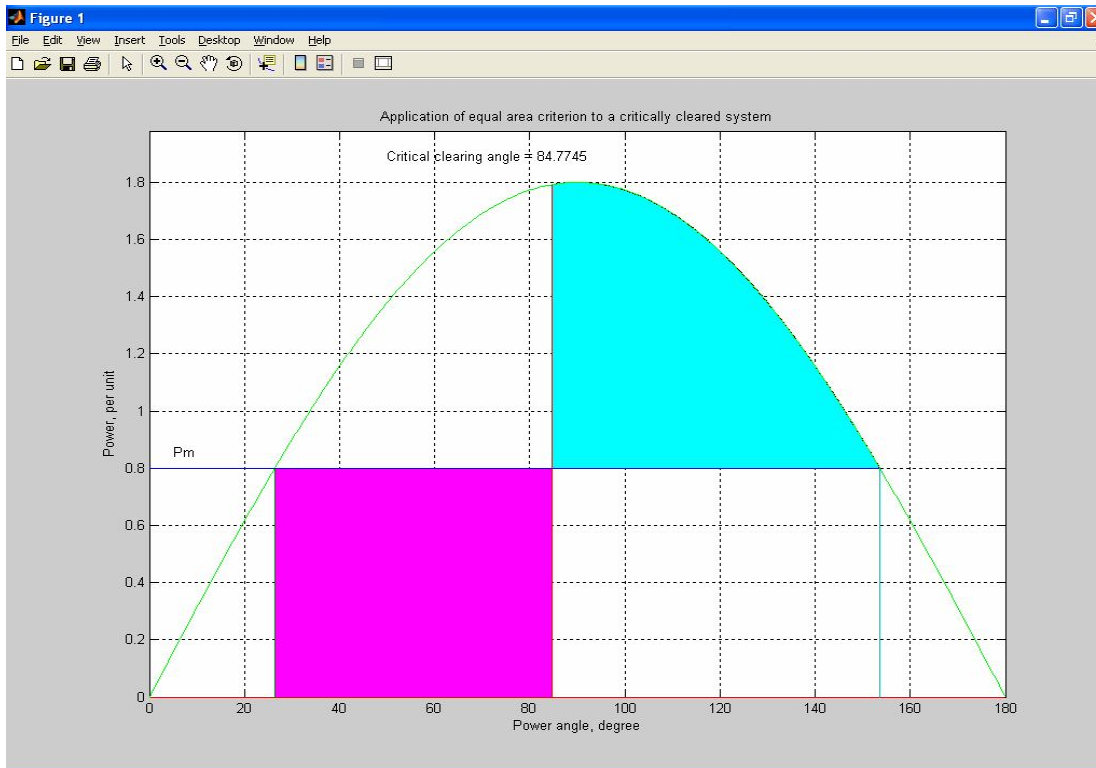 Figure 1
File Edit View Insert Tools Desktop Window Help
Application of equal area criterion to a critically cleared system
Critical clearing angle = 84.7745
1.8
1.6
1.4
1.2
1
0.8
0.6
0.4
0.2
0
Power, per unit
Pm
0 20 40 60 80 100 120 140 160 180
Power angle, degree